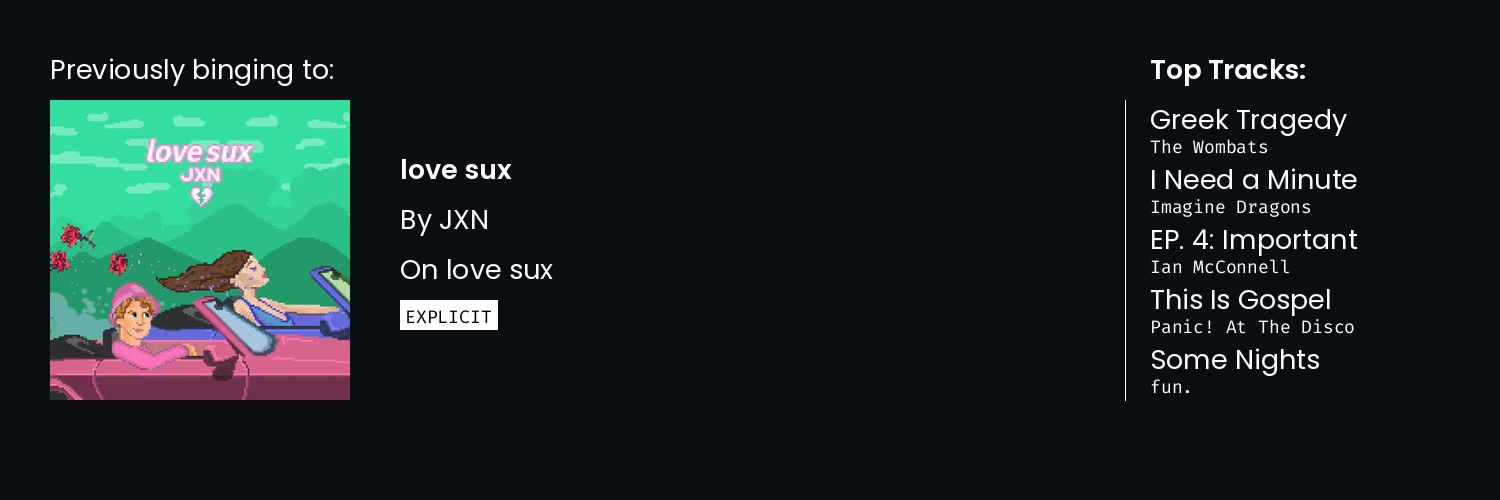 Previously binging to:
love sux
JXN
love sux
By JXN
On love sux
EXPLICIT
Top Tracks:
Greek Tragedy
The Wombats
I Need a Minute
Imagine Dragons
EP. 4: Important
Ian McConnell
This Is Gospel
Panic! At The Disco
Some Nights
fun.